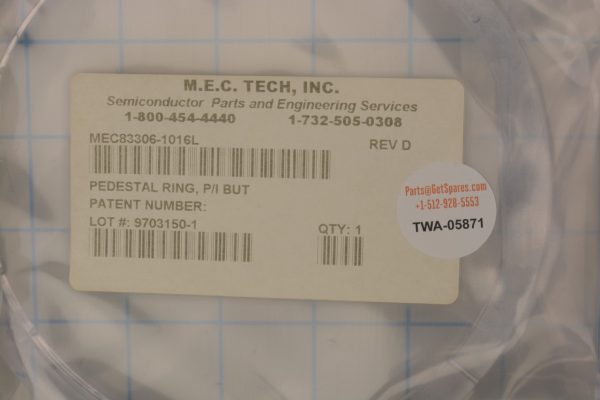 M.E.C. TECH, INC.
Semiconductor Parts and Engineering Services
1-800-454-4440 1-732-505-0308
MEC83306-1016L REV D
PEDESTAL RING, P/I BUT
PATENT NUMBER:
LOT #: 9703150-1 QTY: 1
Parts@GetSpares.com
+1-512-928-5553
TWA-05871